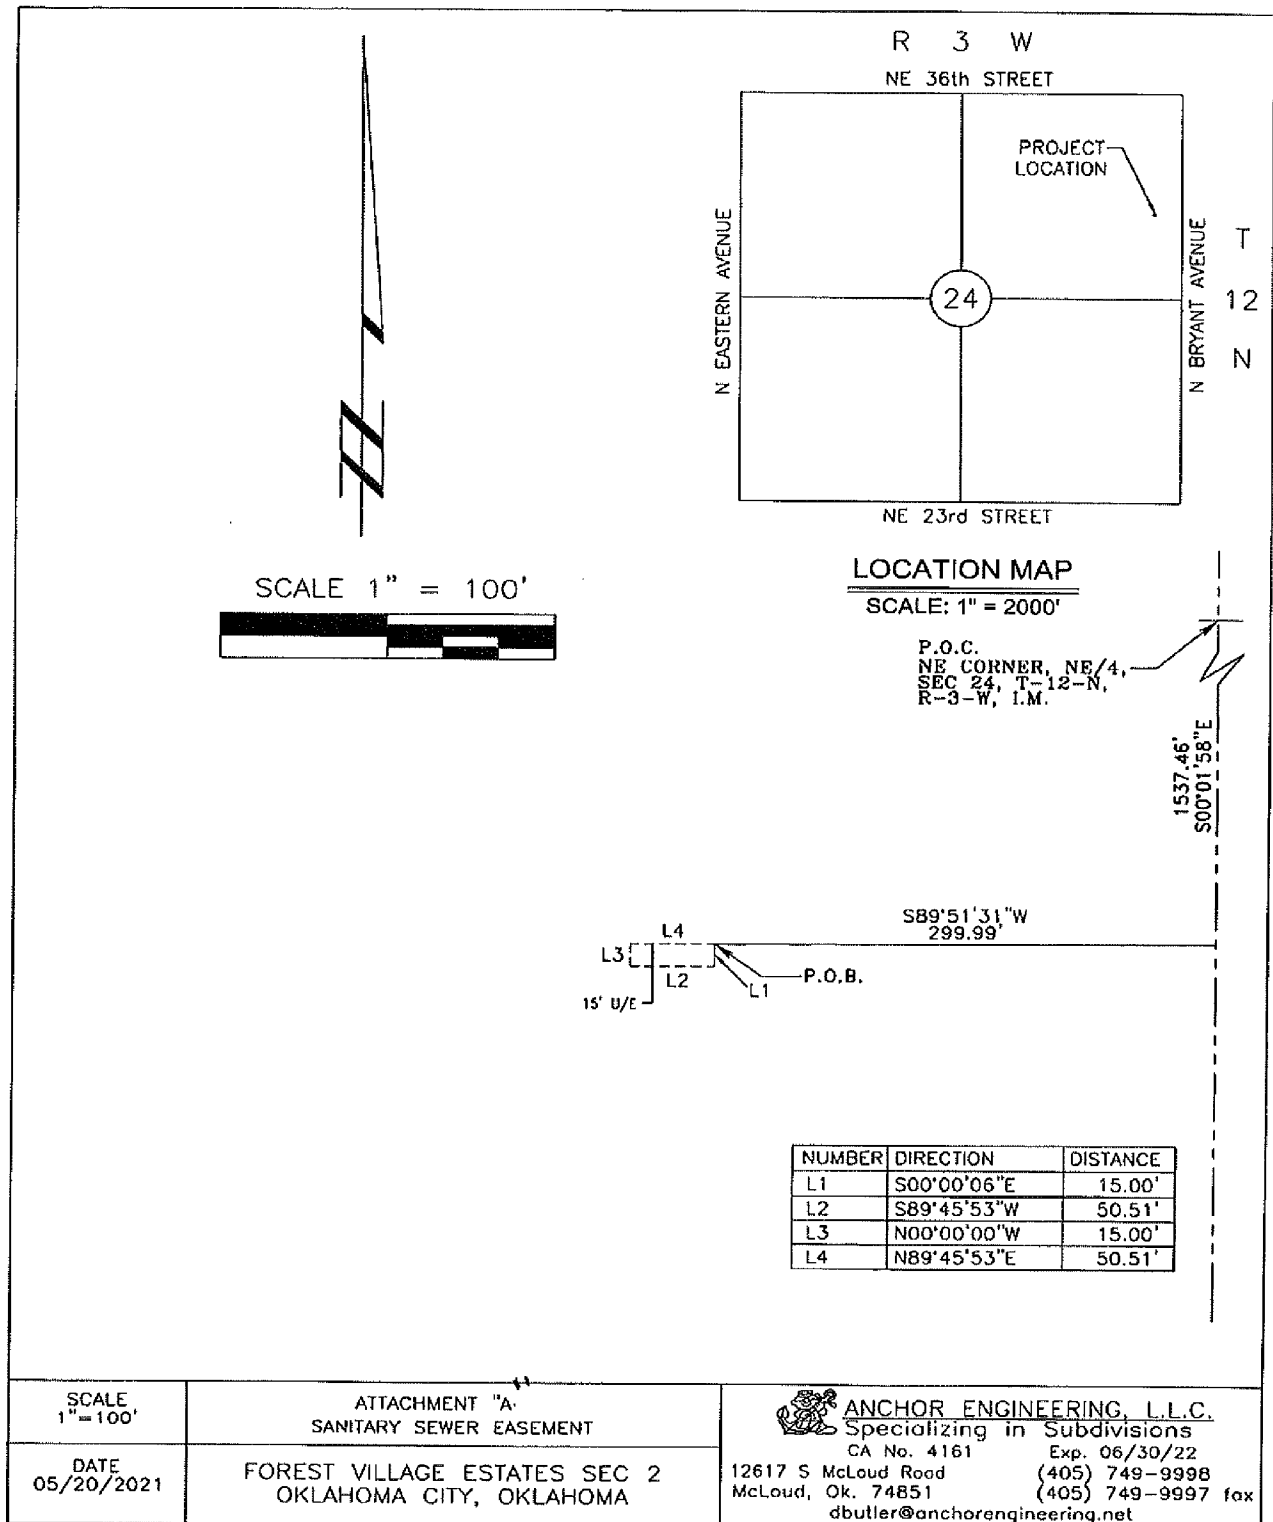 R 3 W
NE 36th STREET
PROJECT
LOCATION
N EASTERN AVENUE
24
N BRYANT AVENUE
T
12
N
NE 23rd STREET
LOCATION MAP
SCALE: 1" = 2000'
SCALE 1" = 100'
P.O.C.
NE CORNER, NE/4,
SEC 24, T-12-N,
R-3-W, I.M.
1537.46'
S00°01'58"E
S89°51'31"W
299.99'
L4
L3
L2
L1
P.O.B.
15' U/E
NUMBER DIRECTION DISTANCE
L1 S00°00'06"E 15.00'
L2 S89°45'53"W 50.51'
L3 N00°00'00"W 15.00'
L4 N89°45'53"E 50.51'
SCALE
1"=100'
ATTACHMENT "A"
SANITARY SEWER EASEMENT
DATE
05/20/2021
FOREST VILLAGE ESTATES SEC 2
OKLAHOMA CITY, OKLAHOMA
ANCHOR ENGINEERING, L.L.C.
Specializing in Subdivisions
CA No. 4161 Exp. 06/30/22
12617 S McLoud Road (405) 749-9998
McLoud, Ok. 74851 (405) 749-9997 fax
dbutler@anchorengineering.net